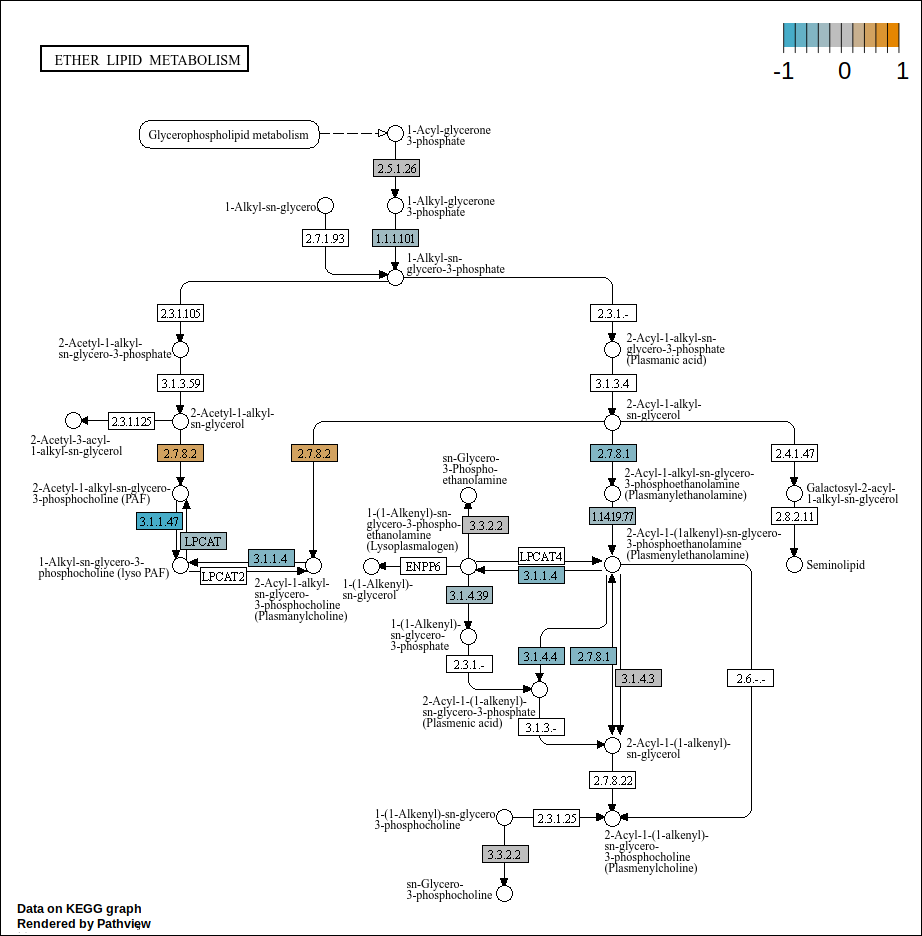 ETHER LIPID METABOLISM
-1 0 1
Glycerophospholipid metabolism
1-Acyl-glycerone
3-phosphate
2.5.1.26
1-Alkyl-sn-glycerol
1-Alkyl-glycerone
3-phosphate
2.7.1.93
1.1.1.101
1-Alkyl-sn-
glycero-3-phosphate
2.3.1.105
2.3.1.-
2-Acetyl-1-alkyl-
sn-glycero-3-phosphate
2-Acyl-1-alkyl-sn-
glycero-3-phosphate
(Plasmanic acid)
3.1.3.59
3.1.3.4
2.3.1.125
2-Acetyl-1-alkyl-
sn-glycerol
2-Acyl-1-alkyl-
sn-glycerol
2-Acetyl-3-acyl-
1-alkyl-sn-glycerol
2.7.8.2
2.7.8.2
2.7.8.1
2.4.1.47
sn-Glycero-
3-Phospho-
ethanolamine
2-Acetyl-1-alkyl-sn-glycero-
3-phosphocholine (PAF)
2-Acyl-1-alkyl-sn-glycero-
3-phosphoethanolamine
(Plasmanylethanolamine)
Galactosyl-2-acyl-
1-alkyl-sn-glycerol
3.1.1.47
LPCAT
1-(1-Alkenyl)-sn-
glycero-3-phospho-
ethanolamine
(Lysoplasmalogen)
3.3.2.2
1.14.19.77
2.8.2.11
2-Acyl-1-(1alkenyl)-sn-glycero-
3-phosphoethanolamine
(Plasmenylethanolamine)
1-Alkyl-sn-glycero-3-
phosphocholine (lyso PAF)
3.1.1.4
LPCAT2
2-Acyl-1-alkyl-
sn-glycero-
3-phosphocholine
(Plasmanylcholine)
ENPP6
1-(1-Alkenyl)-
sn-glycerol
LPCAT4
3.1.1.4
Seminolipid
3.1.4.39
1-(1-Alkenyl)-
sn-glycero-
3-phosphate
2.3.1.-
3.1.4.4
2.7.8.1
3.1.4.3
2.6.-.-
2-Acyl-1-(1-alkenyl)-
sn-glycero-3-phosphate
(Plasmenic acid)
3.1.3.-
2-Acyl-1-(1-alkenyl)-
sn-glycerol
2.7.8.22
1-(1-Alkenyl)-sn-glycero
3-phosphocholine
2.3.1.25
2-Acyl-1-(1-alkenyl)-
sn-glycero-
3-phosphocholine
(Plasmenylcholine)
3.3.2.2
sn-Glycero-
3-phosphocholine
Data on KEGG graph
Rendered by Pathview